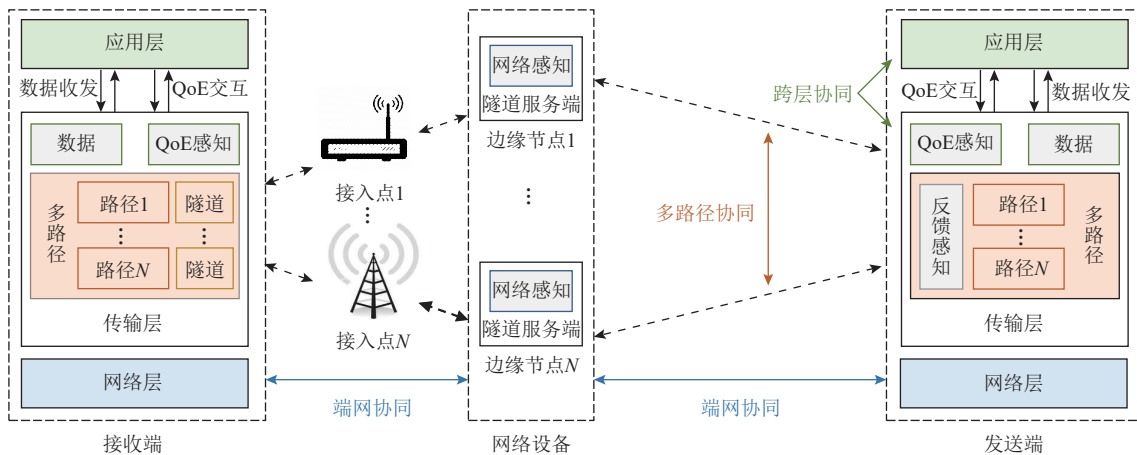 应用层
数据收发
QoE交互
数据
QoE感知
多路径
路径1
隧道
⋮
⋮
路径N
隧道
传输层
网络层
接收端
接入点1
⋮
接入点N
端网协同
网络感知
隧道服务端
边缘节点1
⋮
网络感知
隧道服务端
边缘节点N
网络设备
多路径协同
端网协同
跨层协同
应用层
QoE交互
数据收发
QoE感知
数据
反馈感知
路径1
⋮
路径N
多路径
传输层
网络层
发送端